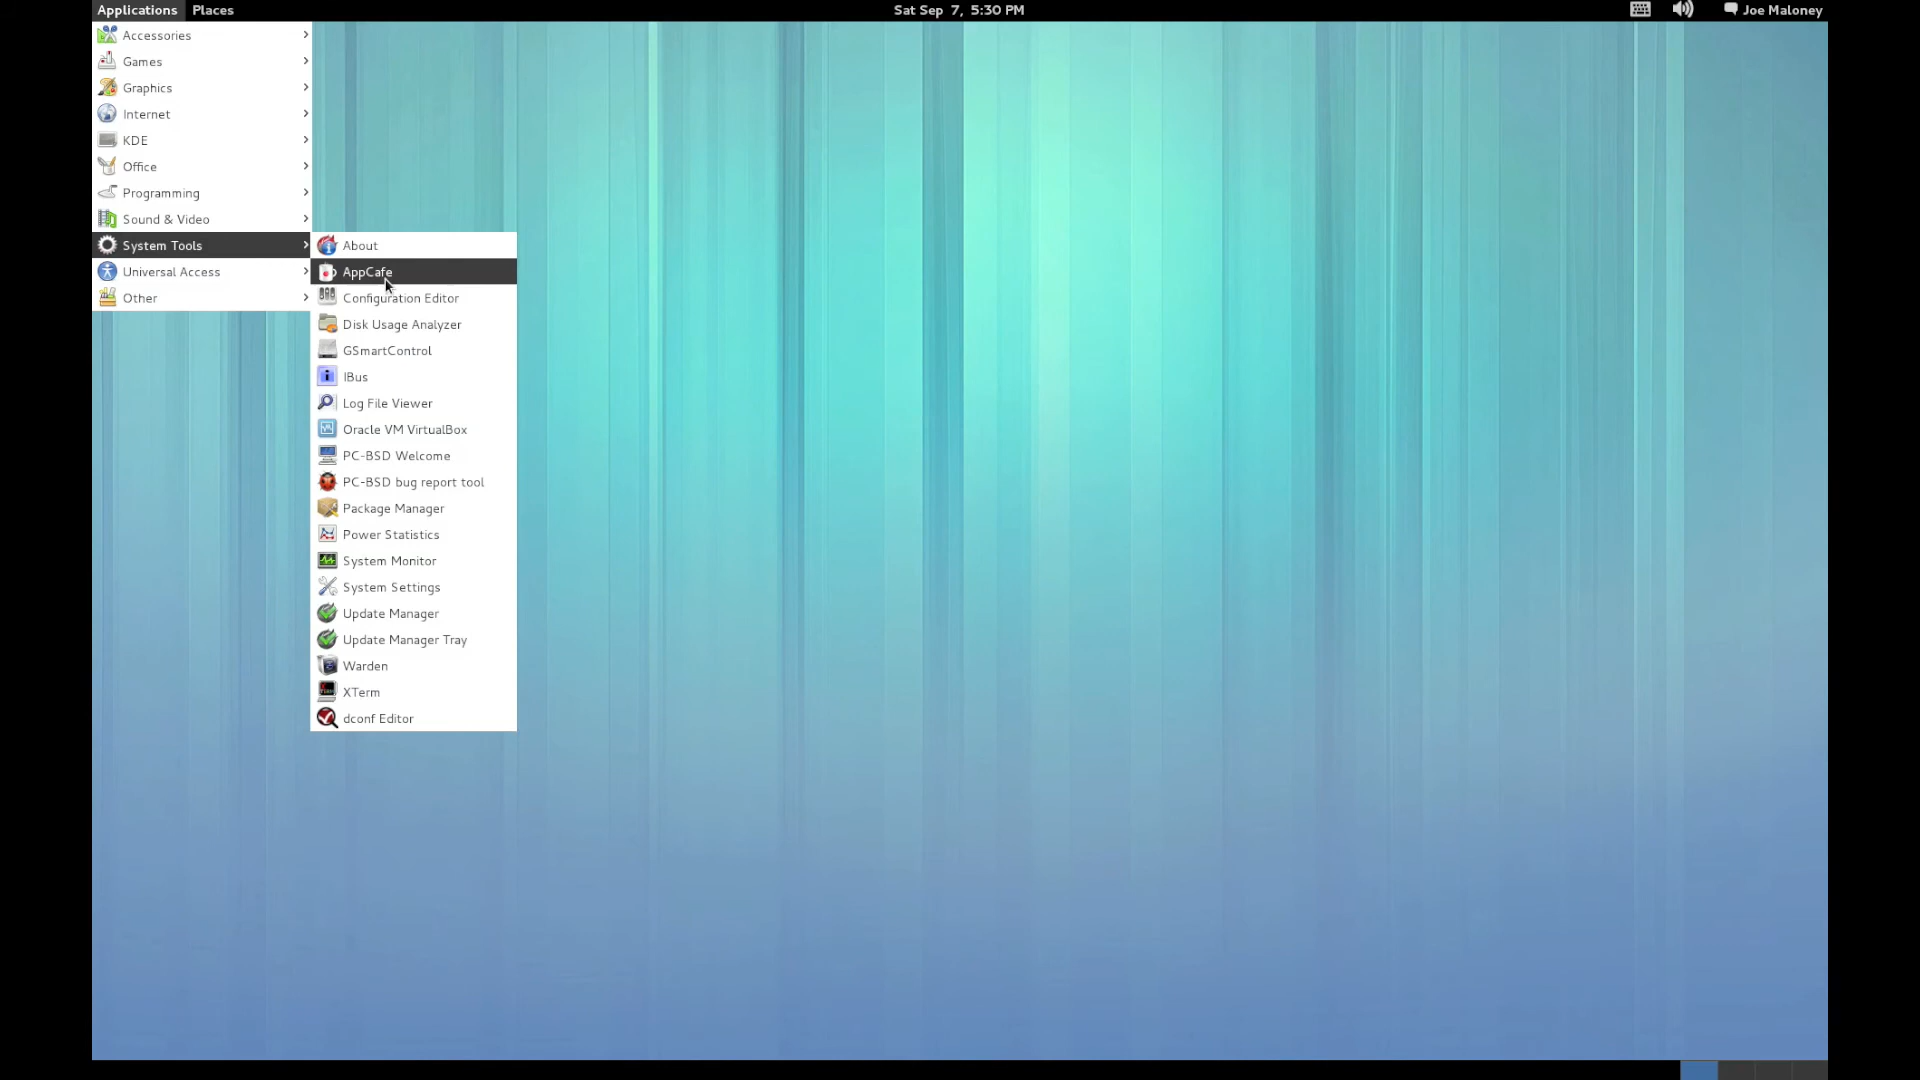 Applications Places Sat Sep 7, 5:30 PM Joe Maloney
Accessories
Games
Graphics
Internet
KDE
Office
Programming
Sound & Video
System Tools
Universal Access
Other
About
AppCafe
Configuration Editor
Disk Usage Analyzer
GSmartControl
IBus
Log File Viewer
Oracle VM VirtualBox
PC-BSD Welcome
PC-BSD bug report tool
Package Manager
Power Statistics
System Monitor
System Settings
Update Manager
Update Manager Tray
Warden
XTerm
dconf Editor